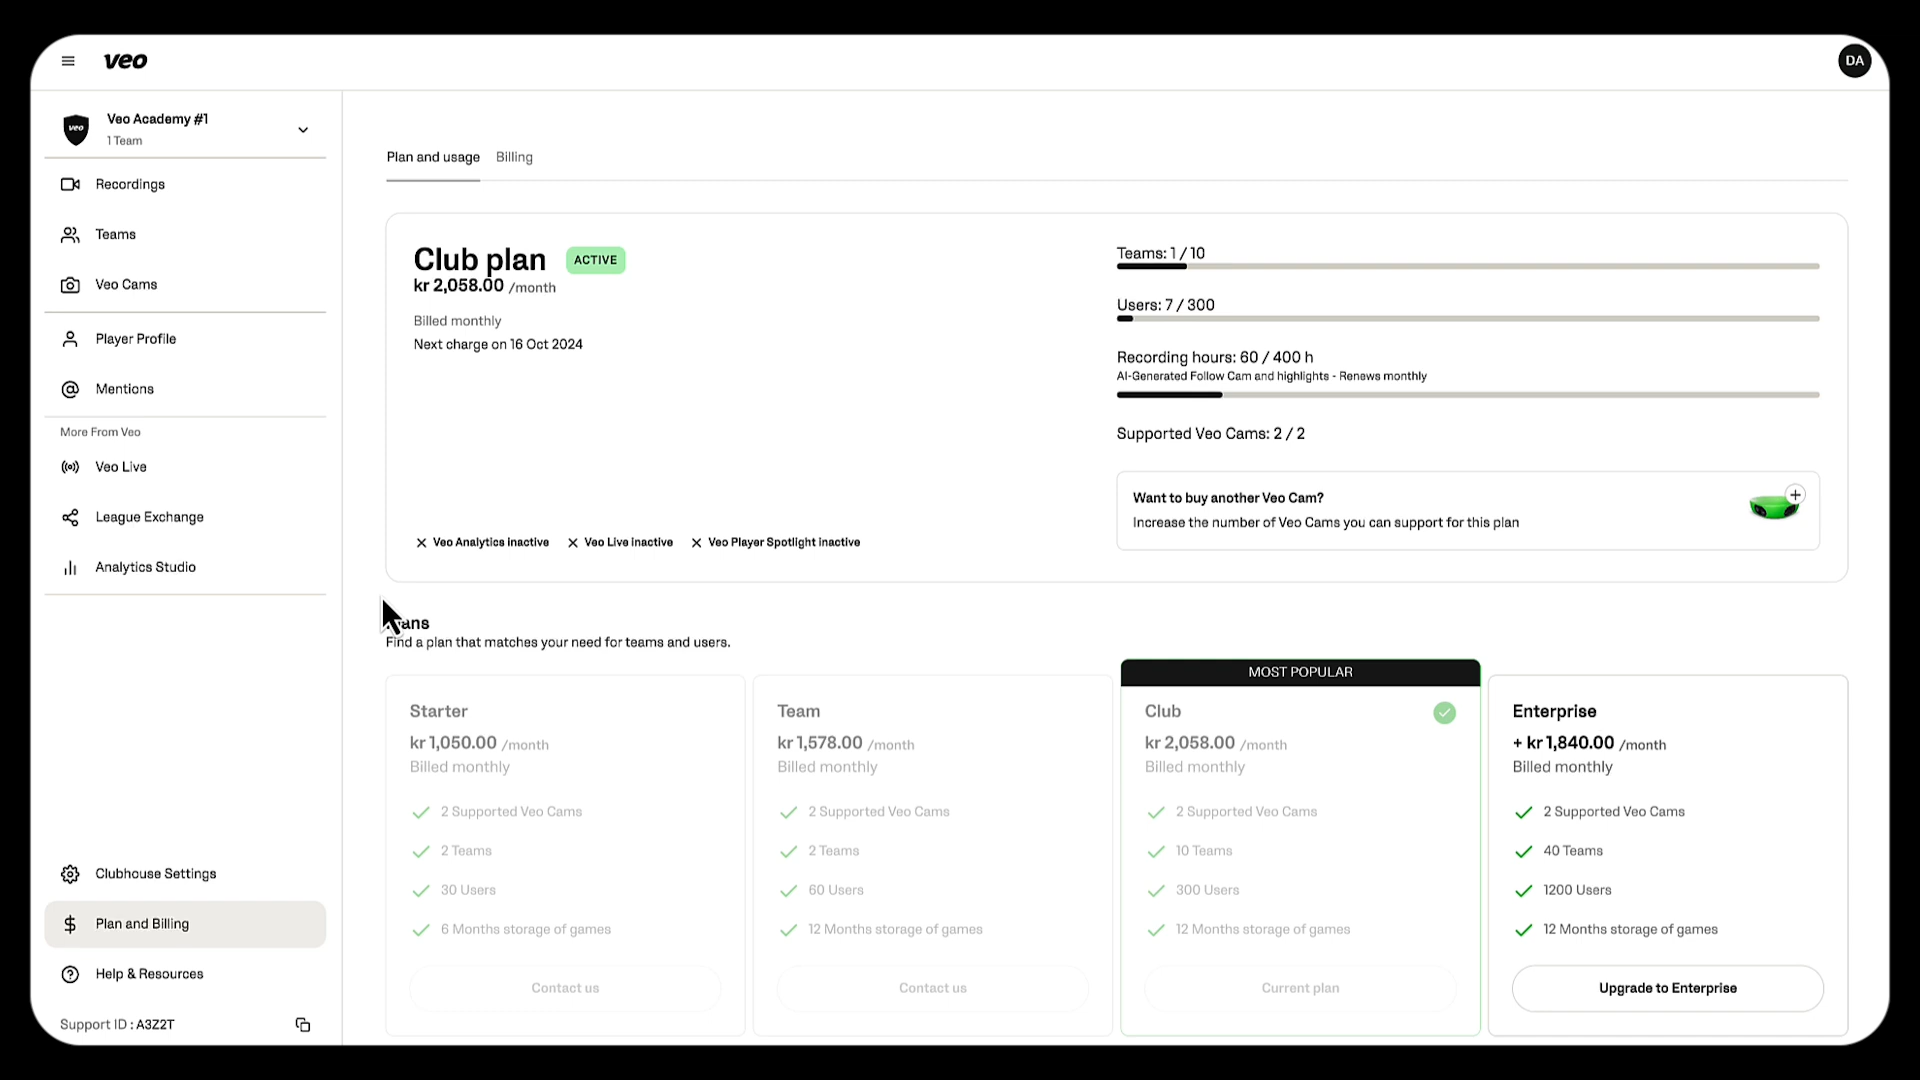 veo
DA
veo
Veo Academy #1
1 Team
Recordings
Teams
Veo Cams
Player Profile
Mentions
More From Veo
Veo Live
League Exchange
Analytics Studio
Clubhouse Settings
Plan and Billing
Help & Resources
Support ID : A3Z2T
Plan and usage
Billing
Club plan
ACTIVE
kr 2,058.00 /month
Billed monthly
Next charge on 16 Oct 2024
Veo Analytics inactive
Veo Live inactive
Veo Player Spotlight inactive
Teams: 1 / 10
Users: 7 / 300
Recording hours: 60 / 400 h
AI-Generated Follow Cam and highlights - Renews monthly
Supported Veo Cams: 2 / 2
Want to buy another Veo Cam?
Increase the number of Veo Cams you can support for this plan
ans
Find a plan that matches your need for teams and users.
Starter
kr 1,050.00 /month
Billed monthly
2 Supported Veo Cams
2 Teams
30 Users
6 Months storage of games
Contact us
Team
kr 1,578.00 /month
Billed monthly
2 Supported Veo Cams
2 Teams
60 Users
12 Months storage of games
Contact us
MOST POPULAR
Club
kr 2,058.00 /month
Billed monthly
2 Supported Veo Cams
10 Teams
300 Users
12 Months storage of games
Current plan
Enterprise
+ kr 1,840.00 /month
Billed monthly
2 Supported Veo Cams
40 Teams
1200 Users
12 Months storage of games
Upgrade to Enterprise